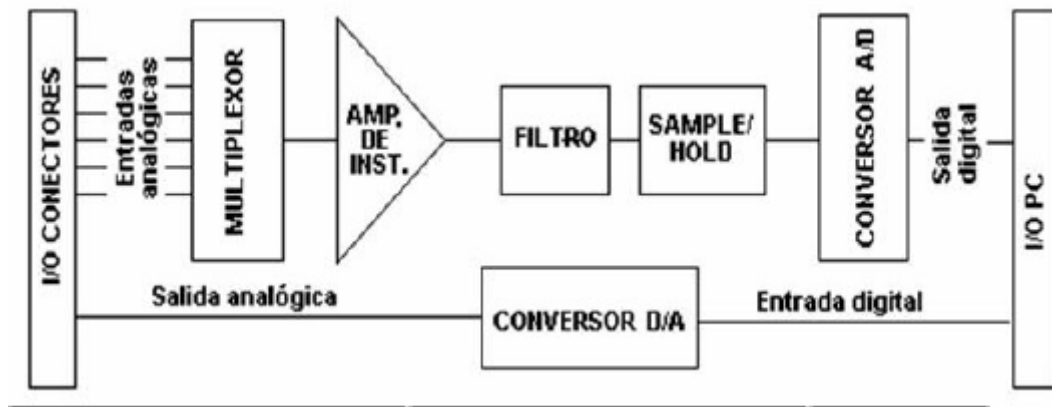 I/O CONECTORES
Entradas
analógicas
MULTIPLEXOR
AMP.
DE
INST.
FILTRO
SAMPLE/
HOLD
CONVERSOR A/D
Salida
digital
I/O PC
Salida analógica
CONVERSOR D/A
Entrada digital